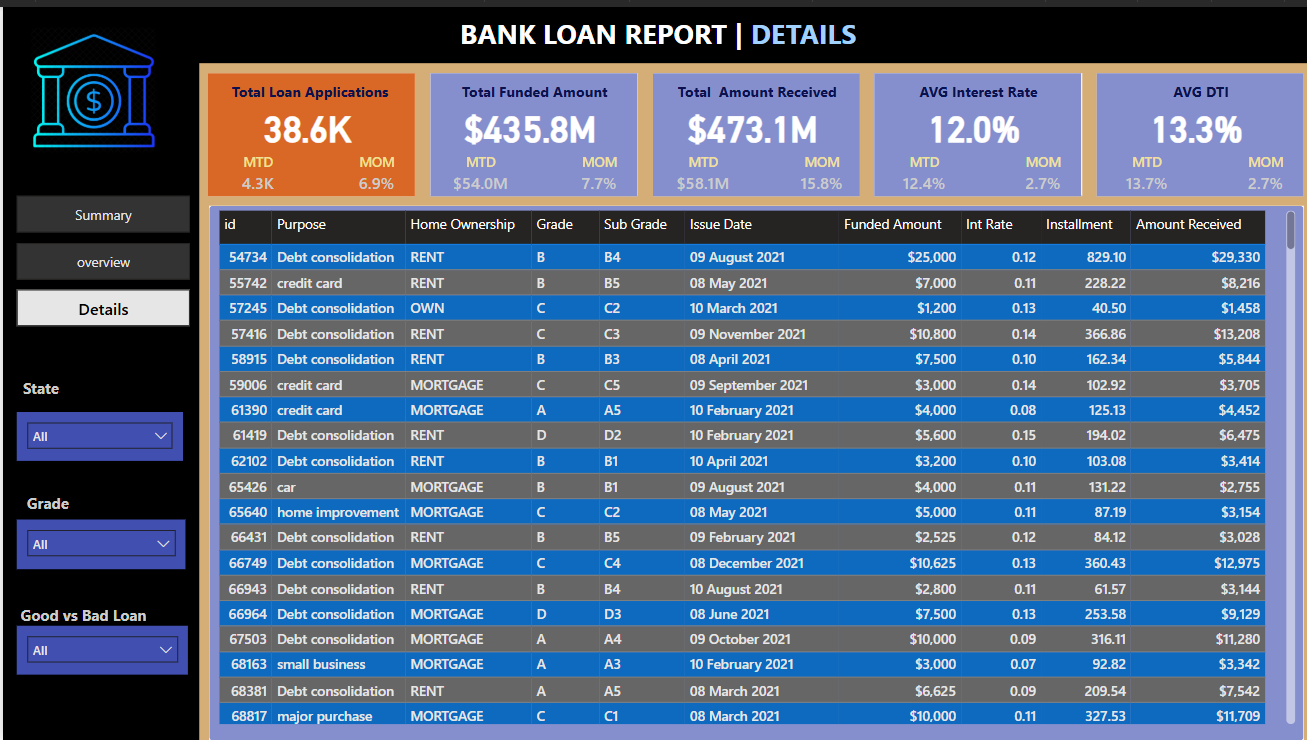 BANK LOAN REPORT | DETAILS
$
Total Loan Applications
38.6K
MTD MOM
4.3K 6.9%
Total Funded Amount
$435.8M
MTD MOM
$54.0M 7.7%
Total Amount Received
$473.1M
MTD MOM
$58.1M 15.8%
AVG Interest Rate
12.0%
MTD MOM
12.4% 2.7%
AVG DTI
13.3%
MTD MOM
13.7% 2.7%
Summary
overview
Details
State
All
Grade
All
Good vs Bad Loan
All
id Purpose Home Ownership Grade Sub Grade Issue Date Funded Amount Int Rate Installment Amount Received
54734 Debt consolidation RENT B B4 09 August 2021 $25,000 0.12 829.10 $29,330
55742 credit card RENT B B5 08 May 2021 $7,000 0.11 228.22 $8,216
57245 Debt consolidation OWN C C2 10 March 2021 $1,200 0.13 40.50 $1,458
57416 Debt consolidation RENT C C3 09 November 2021 $10,800 0.14 366.86 $13,208
58915 Debt consolidation RENT B B3 08 April 2021 $7,500 0.10 162.34 $5,844
59006 credit card MORTGAGE C C5 09 September 2021 $3,000 0.14 102.92 $3,705
61390 credit card MORTGAGE A A5 10 February 2021 $4,000 0.08 125.13 $4,452
61419 Debt consolidation RENT D D2 10 February 2021 $5,600 0.15 194.02 $6,475
62102 Debt consolidation RENT B B1 10 April 2021 $3,200 0.10 103.08 $3,414
65426 car MORTGAGE B B1 09 August 2021 $4,000 0.11 131.22 $2,755
65640 home improvement MORTGAGE C C2 08 May 2021 $5,000 0.11 87.19 $3,154
66431 Debt consolidation RENT B B5 09 February 2021 $2,525 0.12 84.12 $3,028
66749 Debt consolidation MORTGAGE C C4 08 December 2021 $10,625 0.13 360.43 $12,975
66943 Debt consolidation RENT B B4 10 August 2021 $2,800 0.11 61.57 $3,144
66964 Debt consolidation MORTGAGE D D3 08 June 2021 $7,500 0.13 253.58 $9,129
67503 Debt consolidation MORTGAGE A A4 09 October 2021 $10,000 0.09 316.11 $11,280
68163 small business MORTGAGE A A3 10 February 2021 $3,000 0.07 92.82 $3,342
68381 Debt consolidation RENT A A5 08 March 2021 $6,625 0.09 209.54 $7,542
68817 major purchase MORTGAGE C C1 08 March 2021 $10,000 0.11 327.53 $11,709